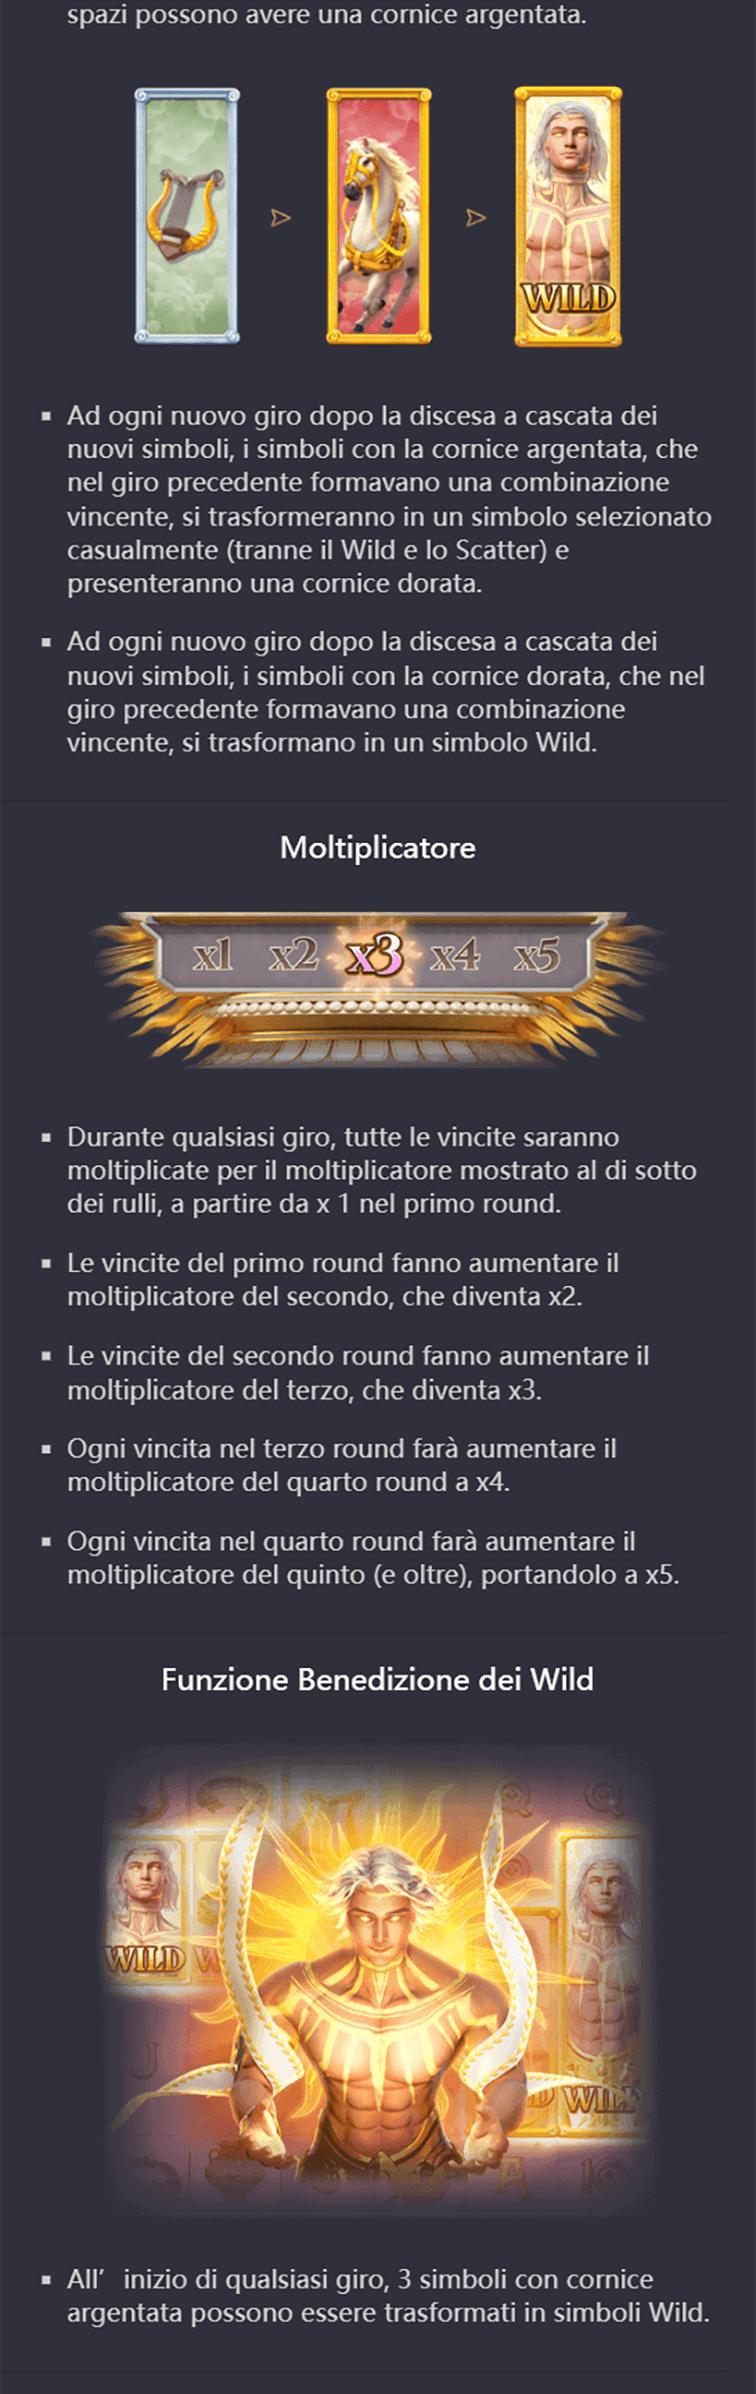 spazi possono avere una cornice argentata.
WILD
Ad ogni nuovo giro dopo la discesa a cascata dei
nuovi simboli, i simboli con la cornice argentata, che
nel giro precedente formavano una combinazione
vincente, si trasformeranno in un simbolo selezionato
casualmente (tranne il Wild e lo Scatter) e
presenteranno una cornice dorata.
Ad ogni nuovo giro dopo la discesa a cascata dei
nuovi simboli, i simboli con la cornice dorata, che nel
giro precedente formavano una combinazione
vincente, si trasformano in un simbolo Wild.
Moltiplicatore
x1 x2 x3 x4 x5
Durante qualsiasi giro, tutte le vincite saranno
moltiplicate per il moltiplicatore mostrato al di sotto
dei rulli, a partire da x 1 nel primo round.
Le vincite del primo round fanno aumentare il
moltiplicatore del secondo, che diventa x2.
Le vincite del secondo round fanno aumentare il
moltiplicatore del terzo, che diventa x3.
Ogni vincita nel terzo round farà aumentare il
moltiplicatore del quarto round a x4.
Ogni vincita nel quarto round farà aumentare il
moltiplicatore del quinto (e oltre), portandolo a x5.
Funzione Benedizione dei Wild
Q Q
WILD W
J D WILD
A 10
All’ inizio di qualsiasi giro, 3 simboli con cornice
argentata possono essere trasformati in simboli Wild.